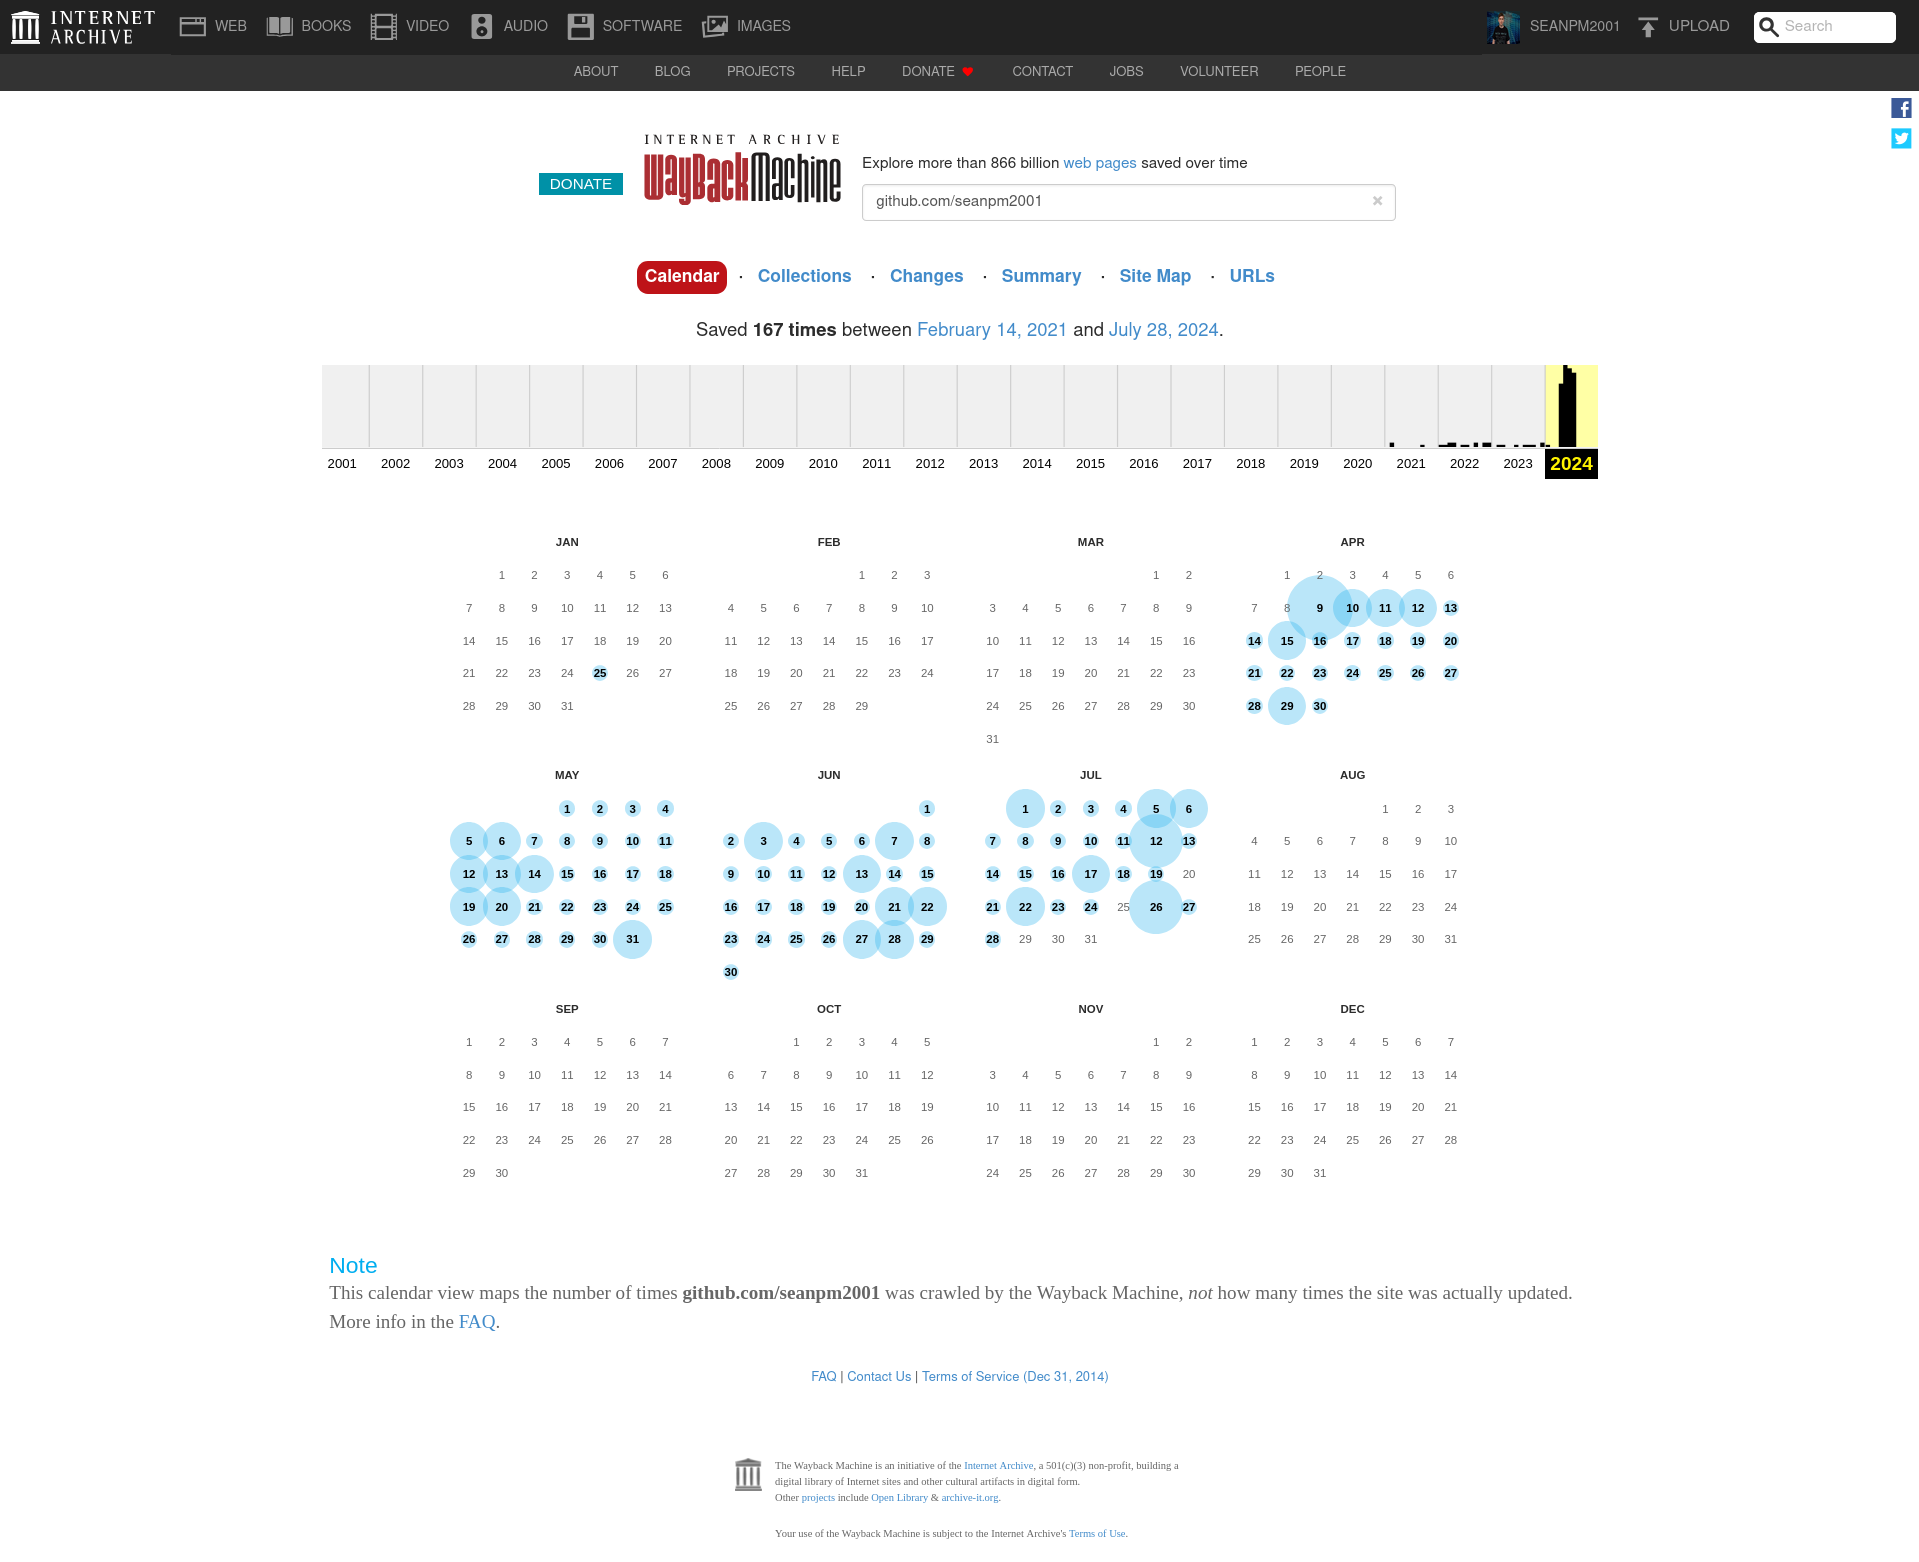 INTERNET ARCHIVE
WEB BOOKS VIDEO AUDIO SOFTWARE IMAGES SEANPM2001 UPLOAD Search
ABOUT BLOG PROJECTS HELP DONATE CONTACT JOBS VOLUNTEER PEOPLE
INTERNET ARCHIVE
WayBackMachine
DONATE
Explore more than 866 billion web pages saved over time
github.com/seanpm2001 ×
Calendar · Collections · Changes · Summary · Site Map · URLs
Saved 167 times between February 14, 2021 and July 28, 2024.
2001 2002 2003 2004 2005 2006 2007 2008 2009 2010 2011 2012 2013 2014 2015 2016 2017 2018 2019 2020 2021 2022 2023 2024
JAN
1 2 3 4 5 6
7 8 9 10 11 12 13
14 15 16 17 18 19 20
21 22 23 24 25 26 27
28 29 30 31
FEB
1 2 3
4 5 6 7 8 9 10
11 12 13 14 15 16 17
18 19 20 21 22 23 24
25 26 27 28 29
MAR
1 2
3 4 5 6 7 8 9
10 11 12 13 14 15 16
17 18 19 20 21 22 23
24 25 26 27 28 29 30
31
APR
1 2 3 4 5 6
7 8 9 10 11 12 13
14 15 16 17 18 19 20
21 22 23 24 25 26 27
28 29 30
MAY
1 2 3 4
5 6 7 8 9 10 11
12 13 14 15 16 17 18
19 20 21 22 23 24 25
26 27 28 29 30 31
JUN
1
2 3 4 5 6 7 8
9 10 11 12 13 14 15
16 17 18 19 20 21 22
23 24 25 26 27 28 29
30
JUL
1 2 3 4 5 6
7 8 9 10 11 12 13
14 15 16 17 18 19 20
21 22 23 24 25 26 27
28 29 30 31
AUG
1 2 3
4 5 6 7 8 9 10
11 12 13 14 15 16 17
18 19 20 21 22 23 24
25 26 27 28 29 30 31
SEP
1 2 3 4 5 6 7
8 9 10 11 12 13 14
15 16 17 18 19 20 21
22 23 24 25 26 27 28
29 30
OCT
1 2 3 4 5
6 7 8 9 10 11 12
13 14 15 16 17 18 19
20 21 22 23 24 25 26
27 28 29 30 31
NOV
1 2
3 4 5 6 7 8 9
10 11 12 13 14 15 16
17 18 19 20 21 22 23
24 25 26 27 28 29 30
DEC
1 2 3 4 5 6 7
8 9 10 11 12 13 14
15 16 17 18 19 20 21
22 23 24 25 26 27 28
29 30 31
Note
This calendar view maps the number of times github.com/seanpm2001 was crawled by the Wayback Machine, not how many times the site was actually updated.
More info in the FAQ.
FAQ | Contact Us | Terms of Service (Dec 31, 2014)
The Wayback Machine is an initiative of the Internet Archive, a 501(c)(3) non-profit, building a
digital library of Internet sites and other cultural artifacts in digital form.
Other projects include Open Library & archive-it.org.
Your use of the Wayback Machine is subject to the Internet Archive's Terms of Use.